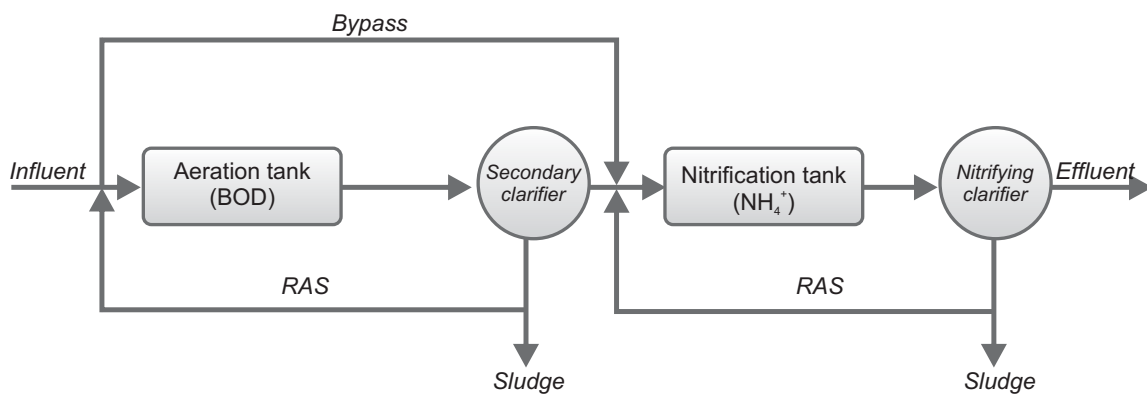 Bypass
Influent
Aeration tank
(BOD)
Secondary
clarifier
Nitrification tank
(NH₄⁺)
Nitrifying
clarifier
Effluent
RAS
RAS
Sludge
Sludge